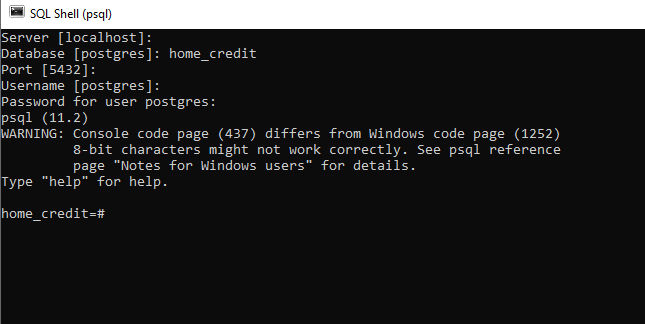 SQL Shell (psql)
Server [localhost]:
Database [postgres]: home_credit
Port [5432]:
Username [postgres]:
Password for user postgres:
psql (11.2)
WARNING: Console code page (437) differs from Windows code page (1252)
         8-bit characters might not work correctly. See psql reference
         page "Notes for Windows users" for details.
Type "help" for help.
home_credit=#